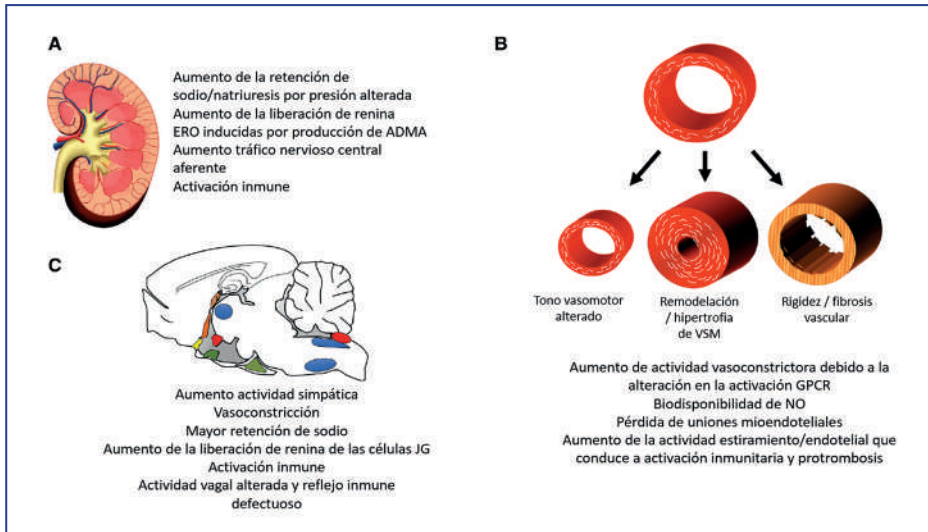 A
Aumento de la retención de
sodio/natriuresis por presión alterada
Aumento de la liberación de renina
ERO inducidas por producción de ADMA
Aumento tráfico nervioso central
aferente
Activación inmune
B
Tono vasomotor
alterado
Remodelación
/ hipertrofia
de VSM
Rigidez / fibrosis
vascular
Aumento de actividad vasoconstrictora debido a la
alteración en la activación GPCR
Biodisponibilidad de NO
Pérdida de uniones mioendoteliales
Aumento de la actividad estiramiento/endotelial que
conduce a activación inmunitaria y protrombosis
C
Aumento actividad simpática
Vasoconstricción
Mayor retención de sodio
Aumento de la liberación de renina de las células JG
Activación inmune
Actividad vagal alterada y reflejo inmune
defectuoso